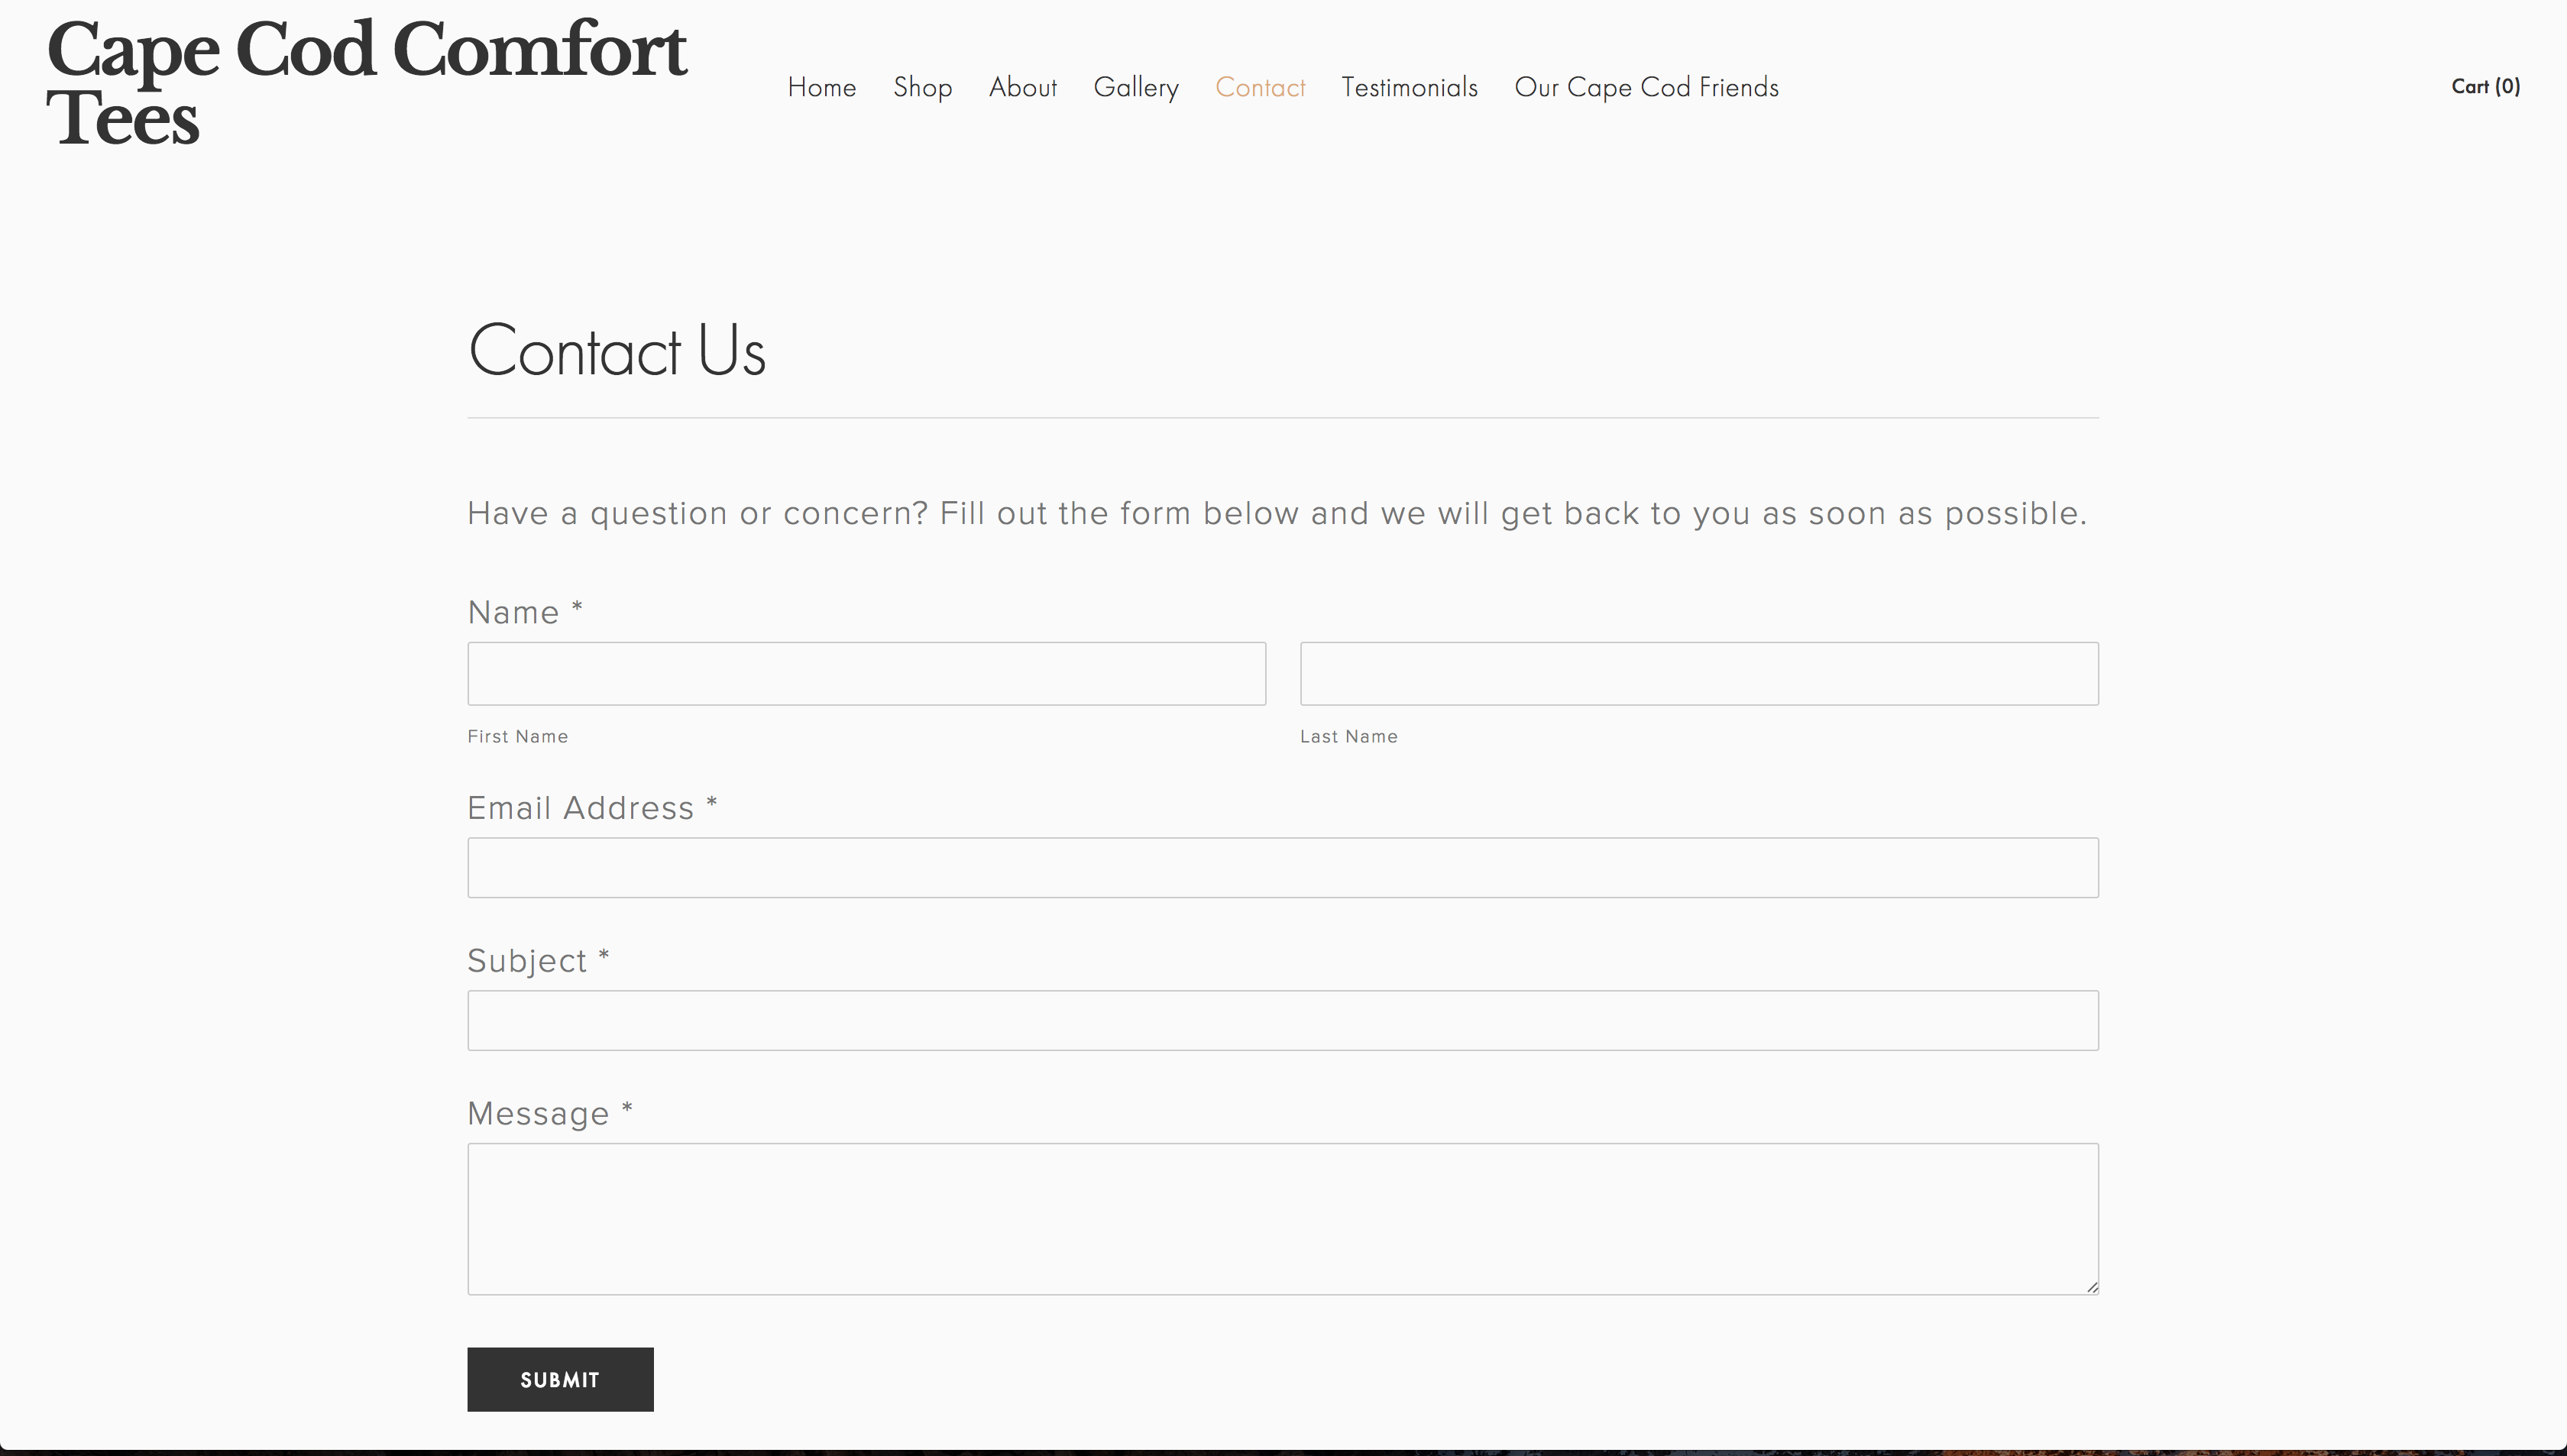 Cape Cod Comfort
Tees
Home Shop About Gallery Contact Testimonials Our Cape Cod Friends
Cart (0)
Contact Us
Have a question or concern? Fill out the form below and we will get back to you as soon as possible.
Name *
First Name Last Name
Email Address *
Subject *
Message *
SUBMIT